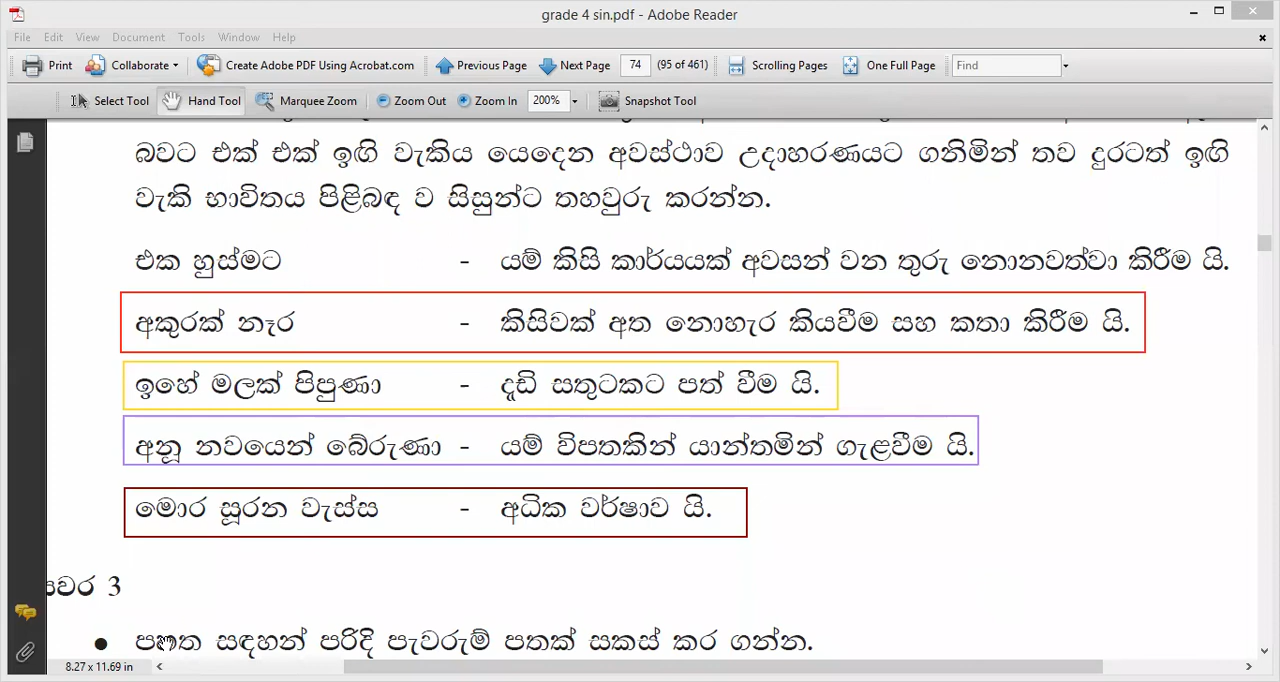 grade 4 sin.pdf - Adobe Reader
File Edit View Document Tools Window Help
Print Collaborate Create Adobe PDF Using Acrobat.com Previous Page Next Page 74 (95 of 461) Scrolling Pages One Full Page Find
Select Tool Hand Tool Marquee Zoom Zoom Out Zoom In 200% Snapshot Tool
බවට එක් එක් ඉඟි වැකිය යෙදෙන අවස්ථාව උදාහරණයට ගනිමින් තව දුරටත් ඉඟි
වැකි භාවිතය පිළිබඳ ව සිසුන්ට තහවුරු කරන්න.
එක හුස්මට - යම් කිසි කාර්යයක් අවසන් වන තුරු නොනවත්වා කිරීම යි.
අකුරක් නෑර - කිසිවක් අත නොහැර කියවීම සහ කතා කිරීම යි.
ඉහේ මලක් පිපුණා - දැඩි සතුටකට පත් වීම යි.
අනූ නවයෙන් බේරුණා - යම් විපතකින් යාන්තමින් ගැළවීම යි.
මොර සූරන වැස්ස - අධික වර්ෂාව යි.
යවර 3
• පහත සඳහන් පරිදි පැවරුම් පතක් සකස් කර ගන්න.
8.27 x 11.69 in